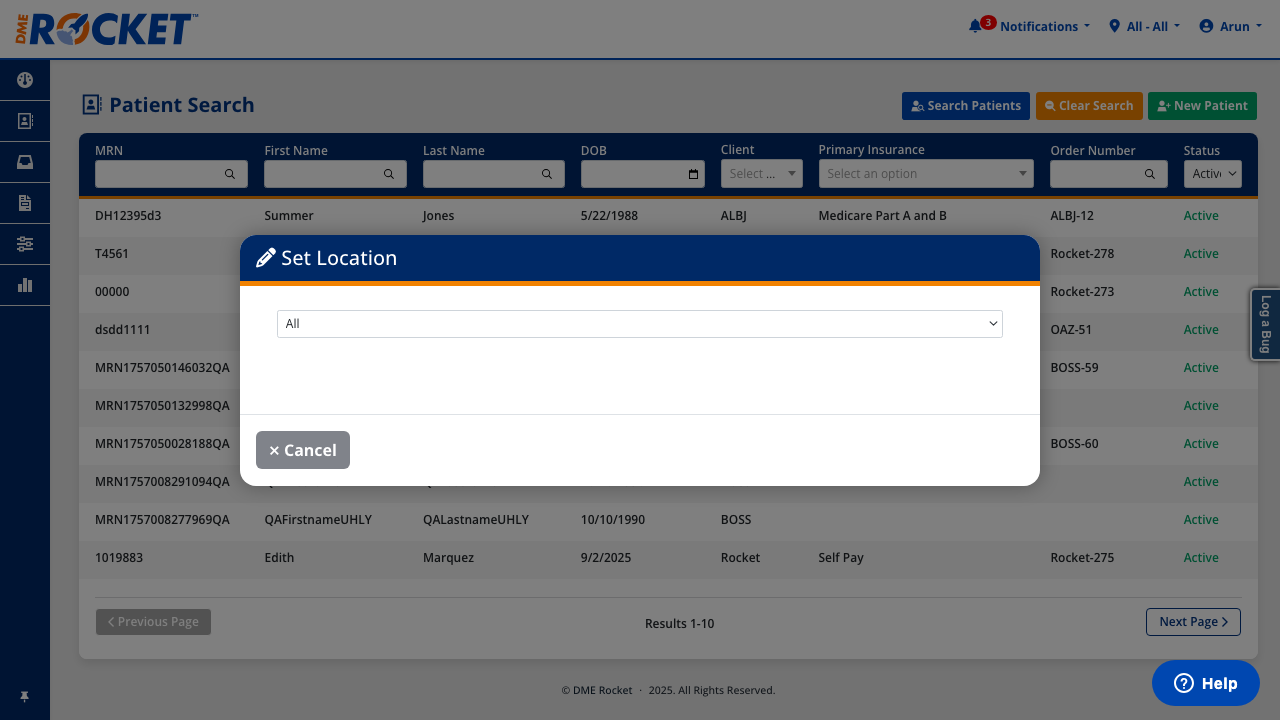 DME ROCKET™
3 Notifications
All - All
Arun
Patient Search
Search Patients
Clear Search
New Patient
MRN First Name Last Name DOB Client Primary Insurance Order Number Status
Select ... Select an option Active
DH12395d3 Summer Jones 5/22/1988 ALBJ Medicare Part A and B ALBJ-12 Active
T4561 Rocket-278 Active
Set Location
00000 Rocket-273 Active
All
dsdd1111 OAZ-51 Active
Log a Bug
MRN1757050146032QA BOSS-59 Active
MRN1757050132998QA Active
MRN1757050028188QA BOSS-60 Active
× Cancel
MRN1757008291094QA Active
MRN1757008277969QA QAFirstnameUHLY QALastnameUHLY 10/10/1990 BOSS Active
1019883 Edith Marquez 9/2/2025 Rocket Self Pay Rocket-275 Active
Previous Page
Results 1-10
Next Page
© DME Rocket · 2025. All Rights Reserved.
Help